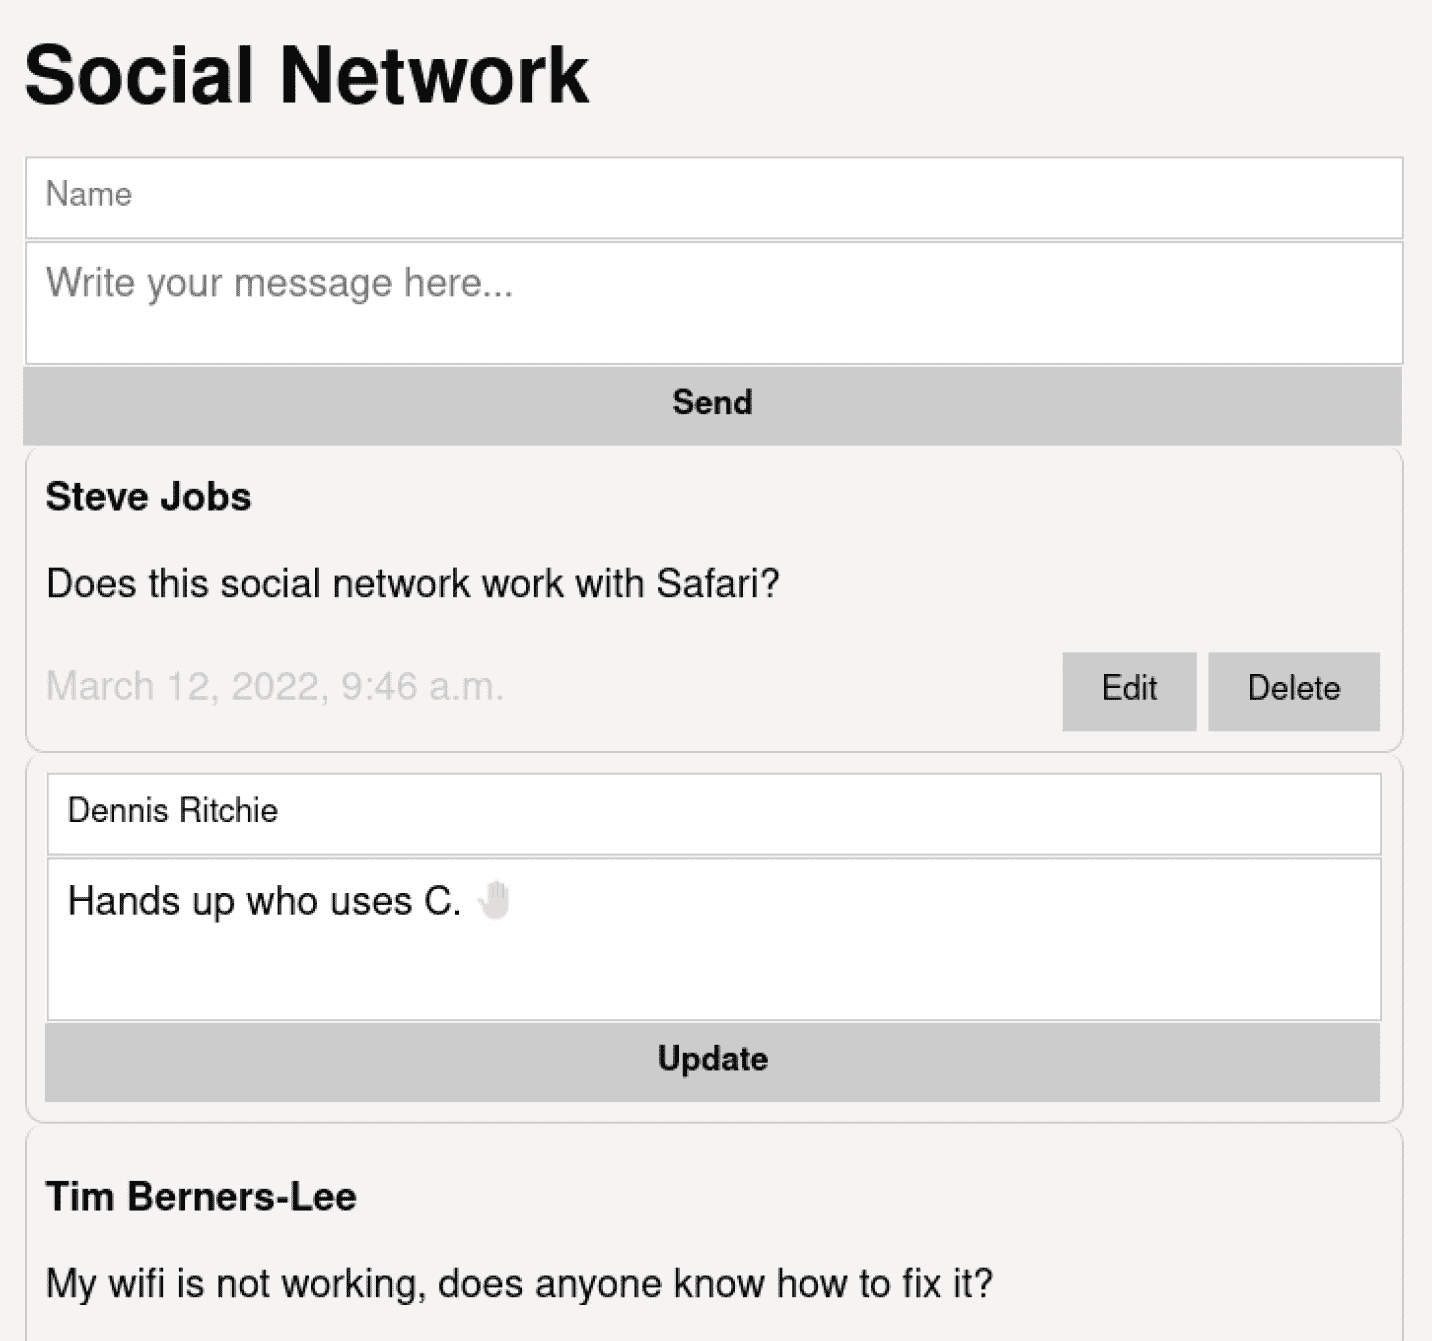 Social Network
Name
Write your message here...
Send
Steve Jobs
Does this social network work with Safari?
March 12, 2022, 9:46 a.m.
Edit Delete
Dennis Ritchie
Hands up who uses C. 🤚
Update
Tim Berners-Lee
My wifi is not working, does anyone know how to fix it?